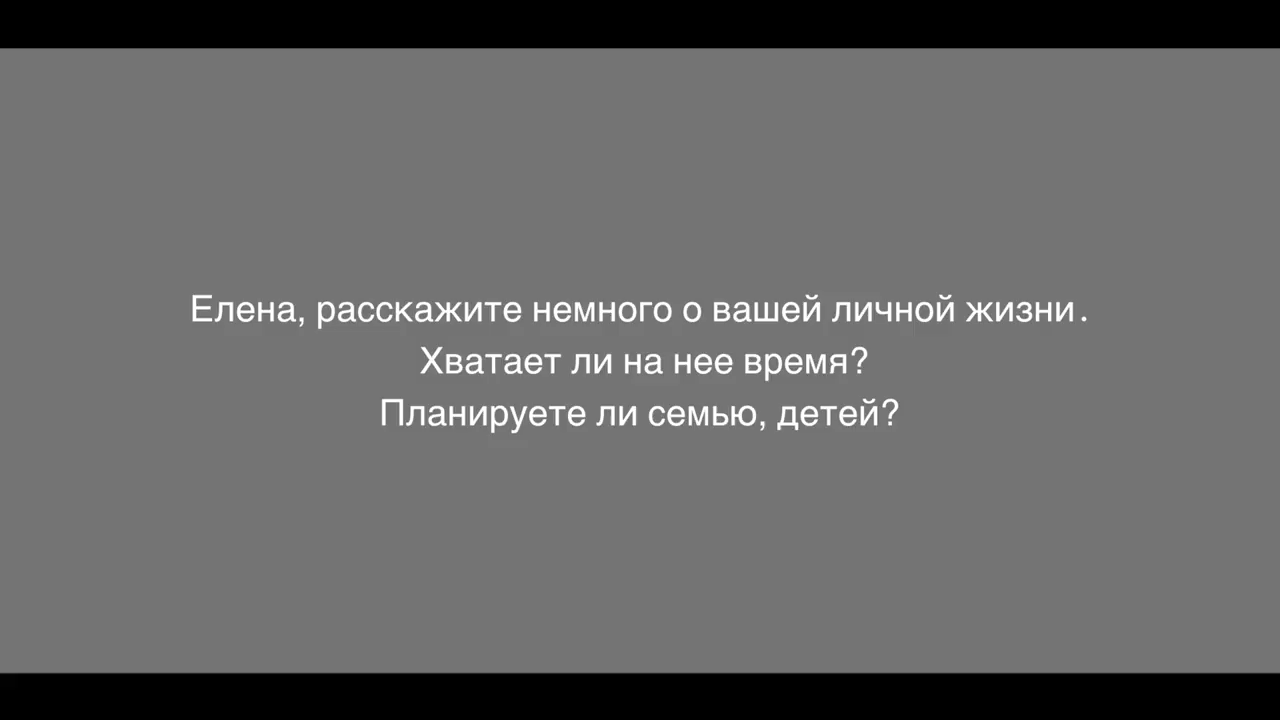 Елена, расскажите немного о вашей личной жизни.
Хватает ли на нее время?
Планируете ли семью, детей?